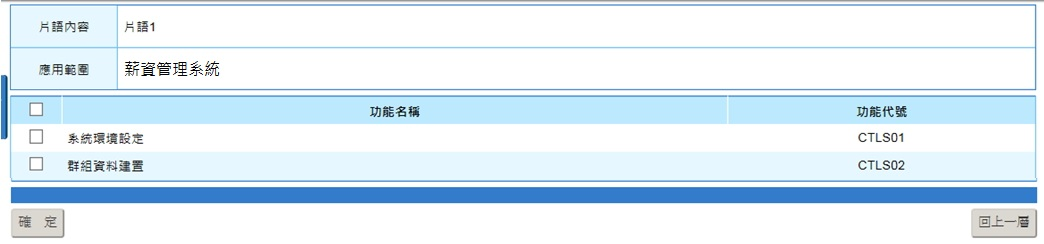 片語內容 片語1
應用範圍 薪資管理系統
功能名稱 功能代號
系統環境設定 CTLS01
群組資料建置 CTLS02
確 定 回上一層